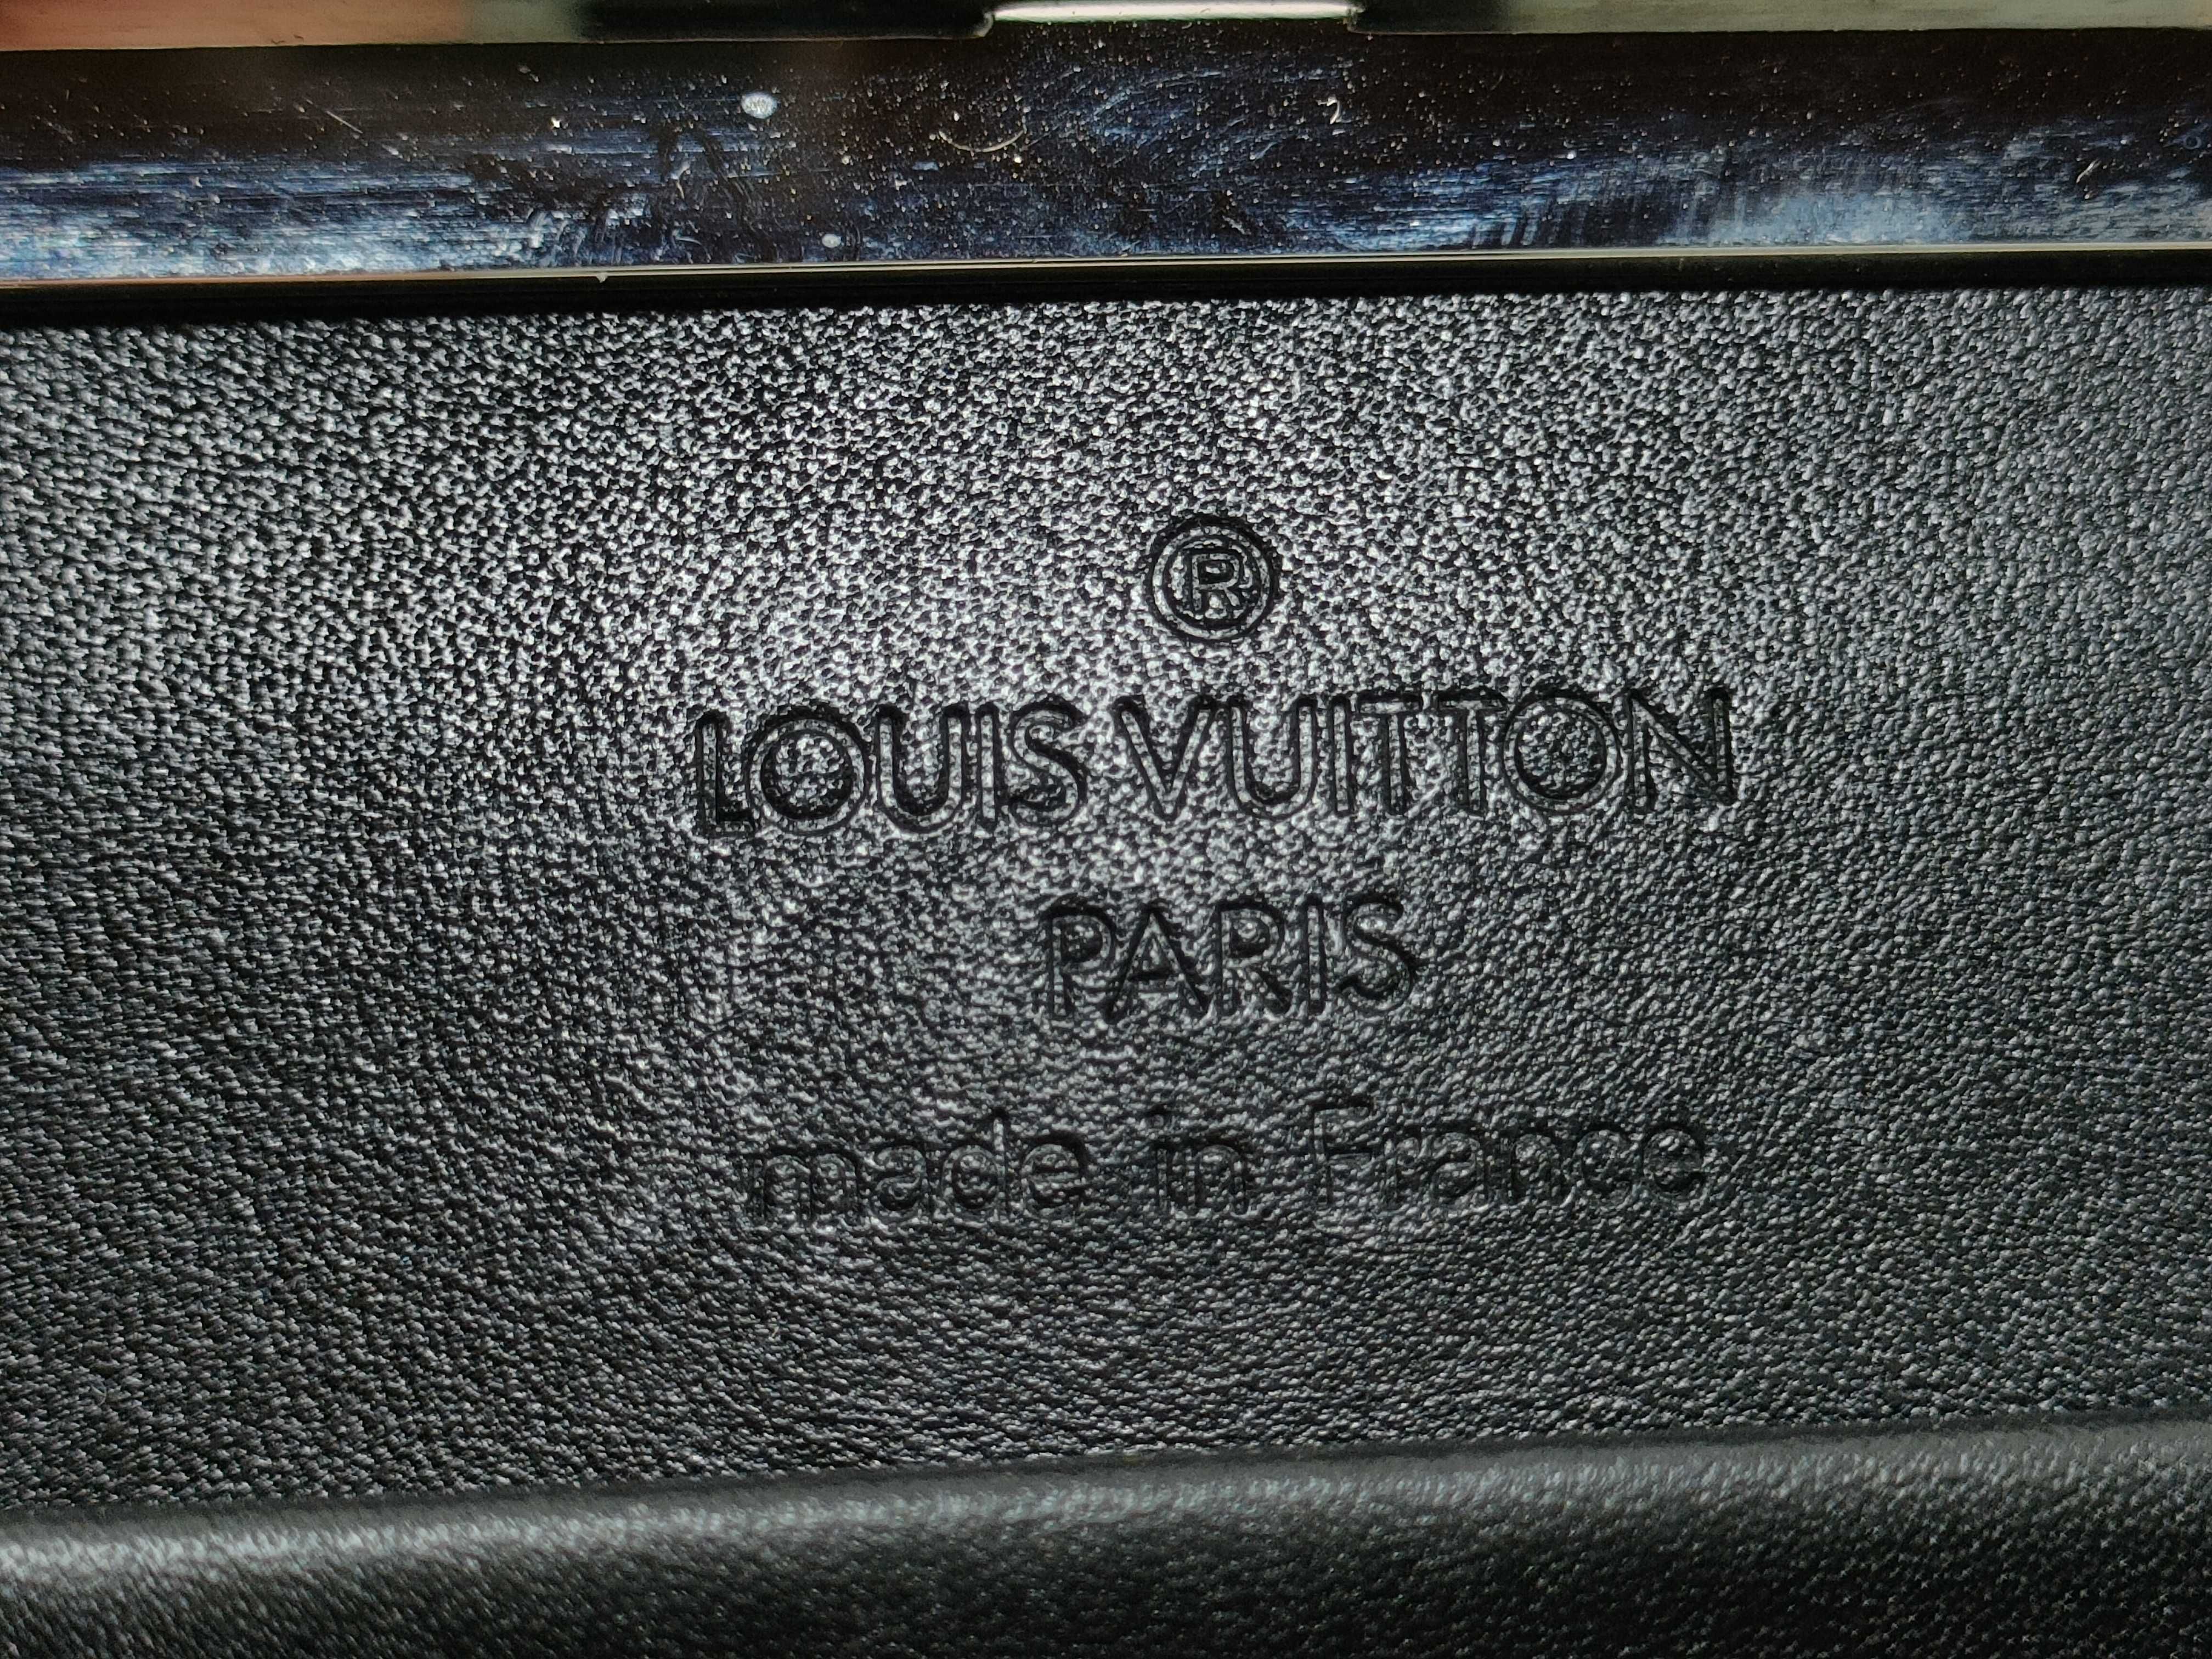 ®
LOUIS VUITTON
PARIS
made in France